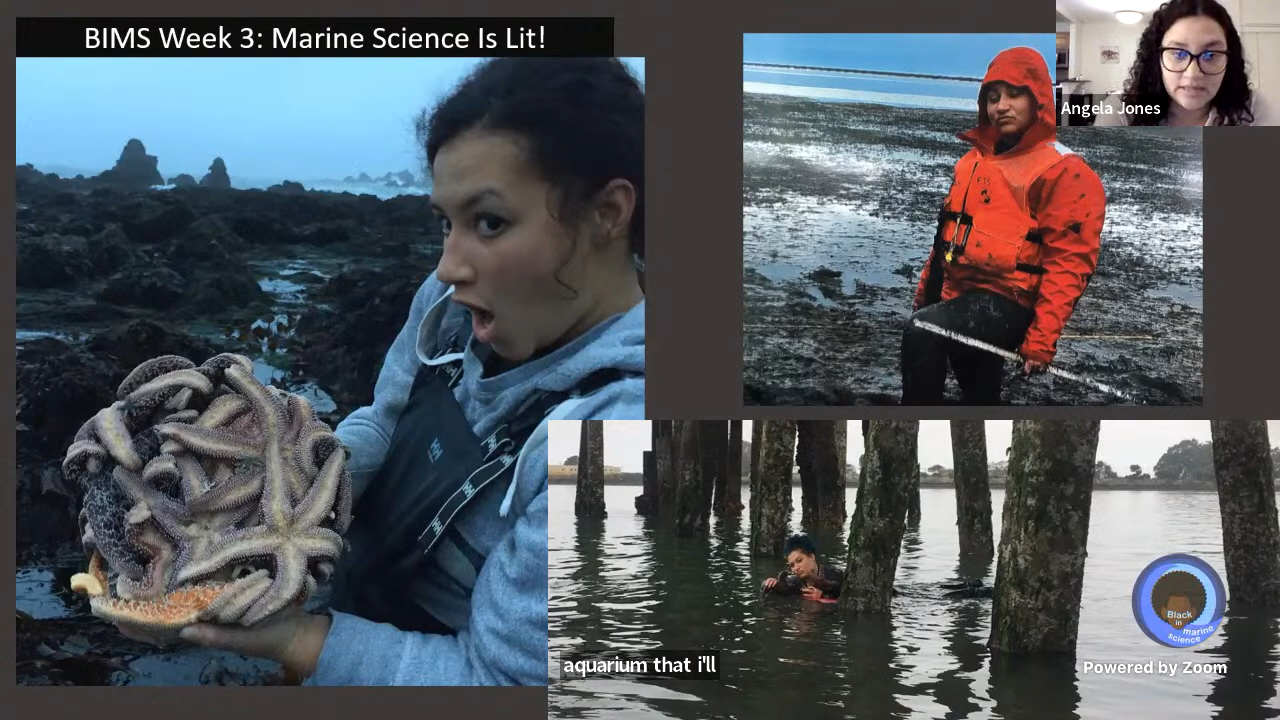 BIMS Week 3: Marine Science Is Lit!
Angela Jones
Black
in
marine
science
aquarium that i'll
Powered by Zoom